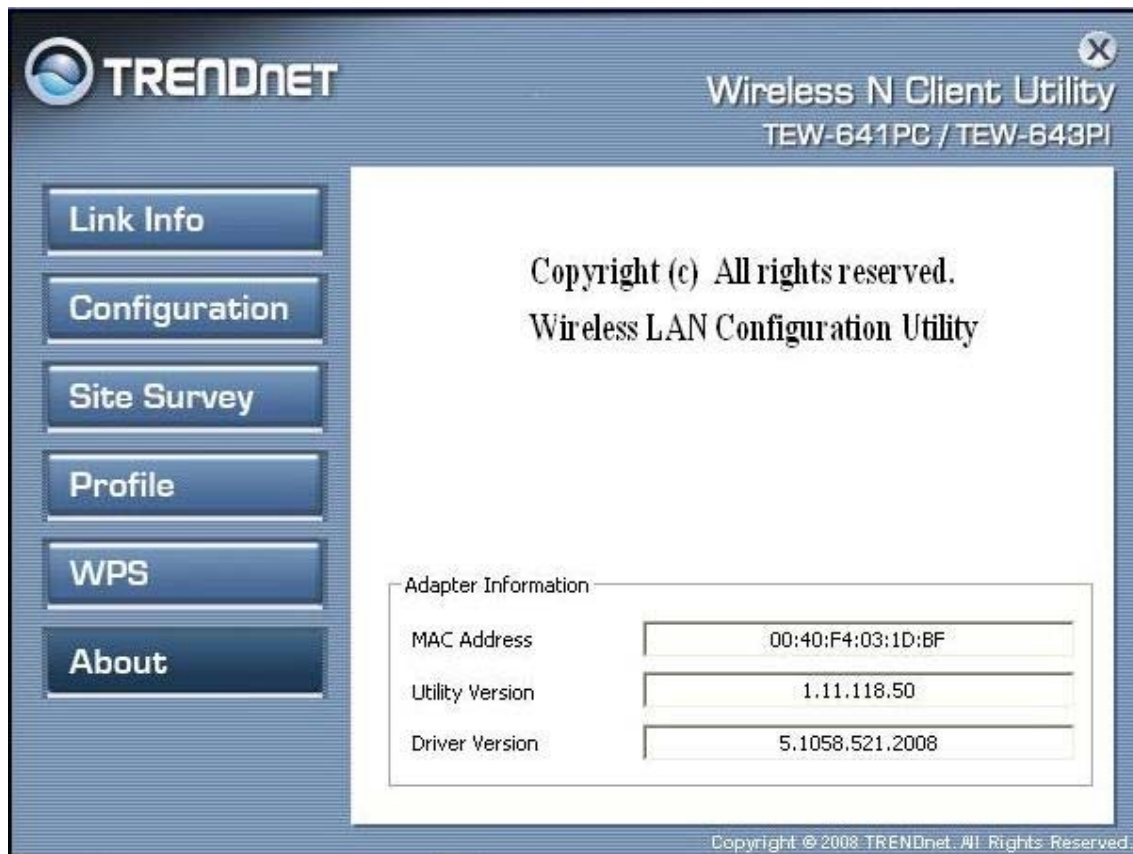 TRENDNET
Wireless N Client Utility
TEW-641PC / TEW-643PI
Link Info
Configuration
Site Survey
Profile
WPS
About
Copyright (c) All rights reserved.
Wireless LAN Configuration Utility
Adapter Information
MAC Address 00:40:F4:03:1D:BF
Utility Version 1.11.118.50
Driver Version 5.1058.521.2008
Copyright © 2008 TRENDnet. All Rights Reserved.